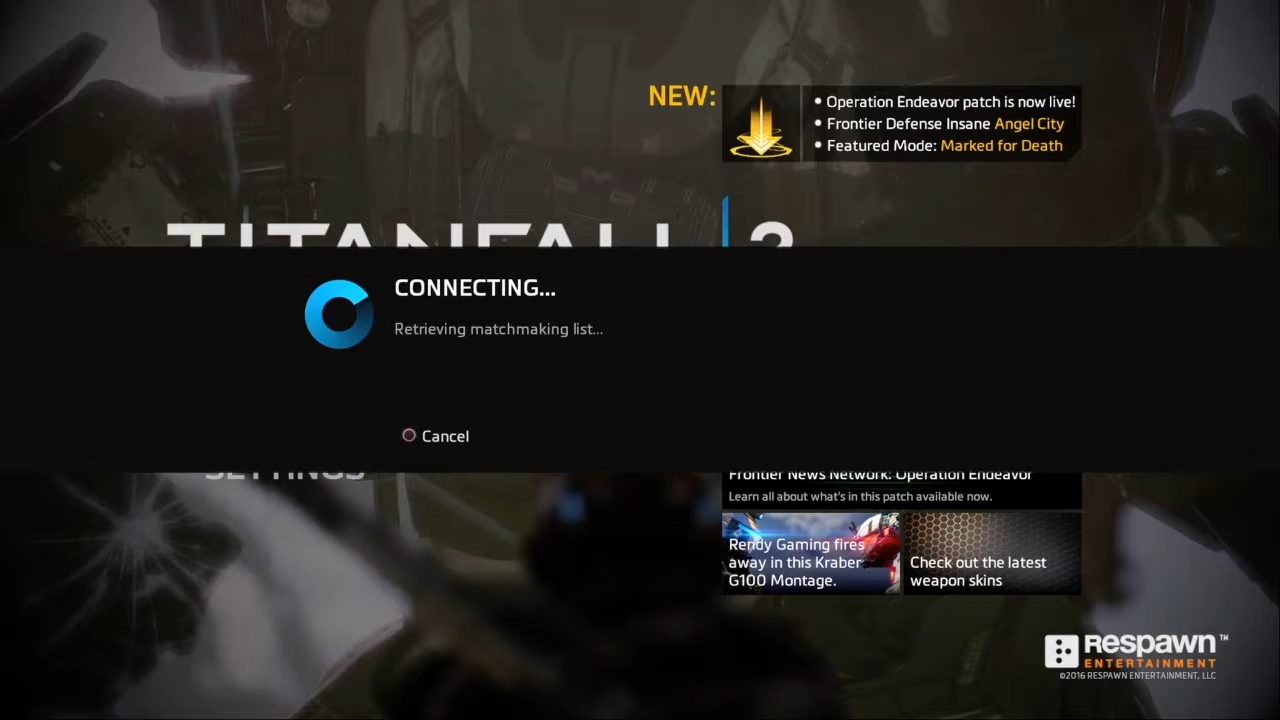 NEW:
• Operation Endeavor patch is now live!
• Frontier Defense Insane Angel City
• Featured Mode: Marked for Death
TITANFALL 2
CONNECTING...
Retrieving matchmaking list...
Cancel
SETTINGS
Frontier News Network: Operation Endeavor
Learn all about what's in this patch available now.
Rendy Gaming fires
away in this Kraber
G100 Montage.
Check out the latest
weapon skins
Respawn™
ENTERTAINMENT
©2016 RESPAWN ENTERTAINMENT, LLC